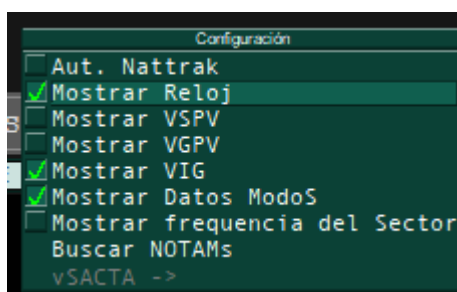 Configuración
Aut. Nattrak
Mostrar Reloj
Mostrar VSPV
Mostrar VGPV
Mostrar VIG
Mostrar Datos ModoS
Mostrar frequencia del Sector
Buscar NOTAMs
vSACTA ->